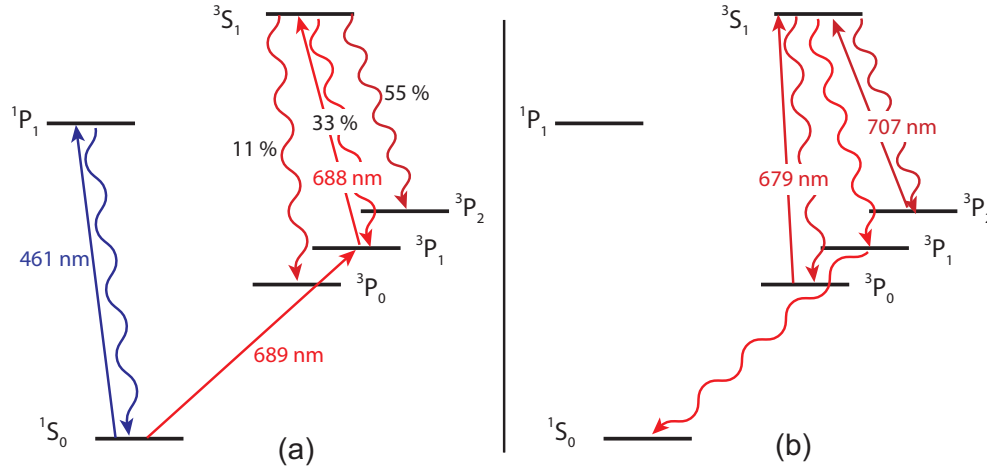 ³S₁
55 %
¹P₁
33 %
11 %
688 nm
³P₂
³P₁
461 nm
³P₀
689 nm
¹S₀
(a)
³S₁
¹P₁
707 nm
679 nm
³P₂
³P₁
³P₀
¹S₀
(b)